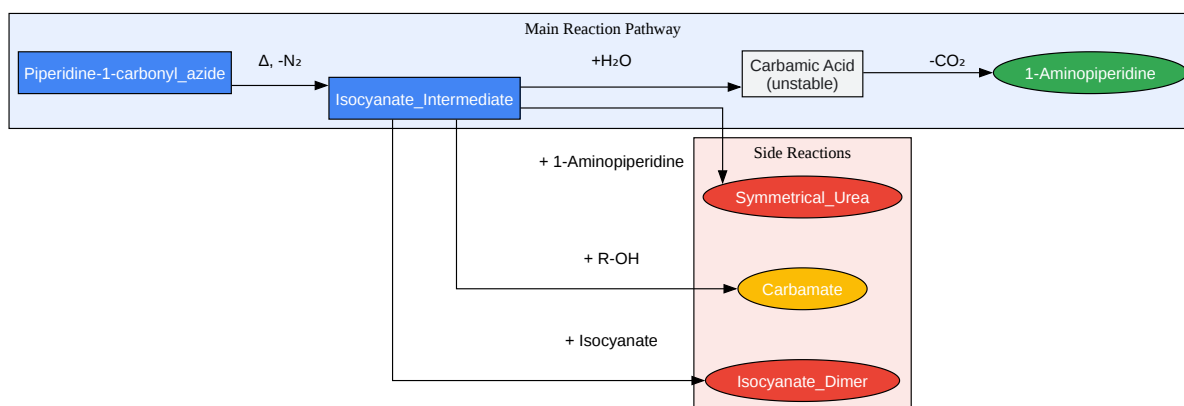 Main Reaction Pathway
Piperidine-1-carbonyl_azide
Δ, -N₂
Isocyanate_Intermediate
+H₂O
Carbamic Acid
(unstable)
-CO₂
1-Aminopiperidine
Side Reactions
+ 1-Aminopiperidine
Symmetrical_Urea
+ R-OH
Carbamate
+ Isocyanate
Isocyanate_Dimer